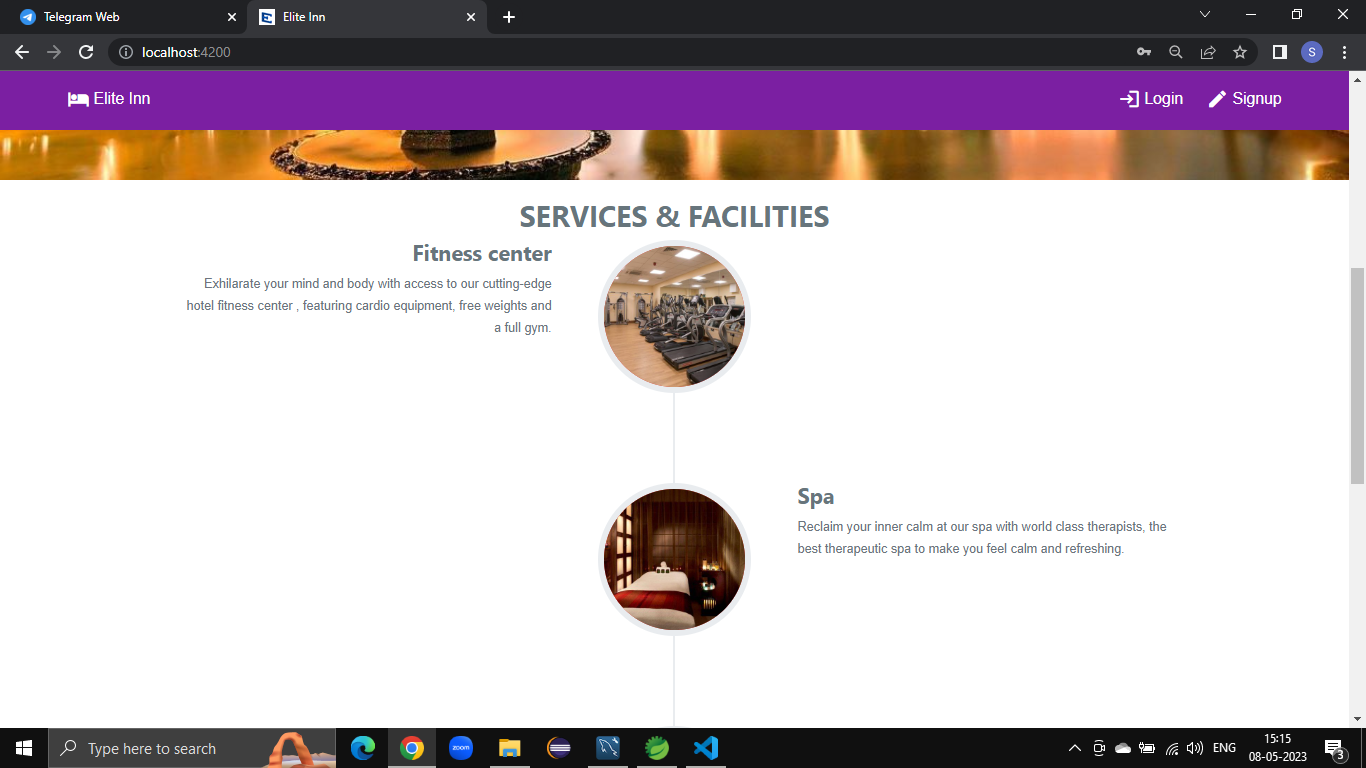 Telegram Web
Elite Inn
localhost:4200
S
Elite Inn
Login
Signup
SERVICES & FACILITIES
Fitness center
Exhilarate your mind and body with access to our cutting-edge
hotel fitness center , featuring cardio equipment, free weights and
a full gym.
Spa
Reclaim your inner calm at our spa with world class therapists, the
best therapeutic spa to make you feel calm and refreshing.
Type here to search
zoom
ENG
15:15
08-05-2023
3